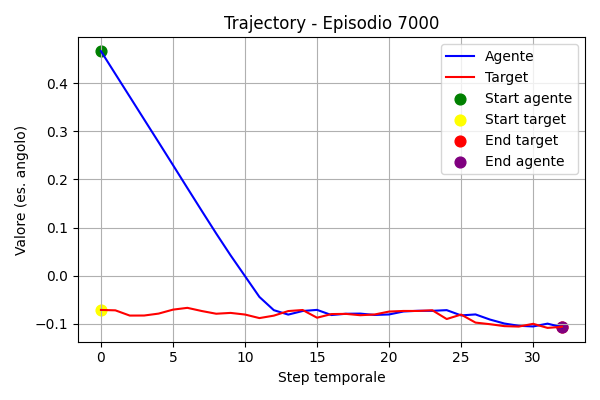 Trajectory - Episodio 7000
Agente
Target
Start agente
Start target
End target
End agente
Valore (es. angolo)
0.4
0.3
0.2
0.1
0.0
−0.1
0
5
10
15
20
25
30
Step temporale